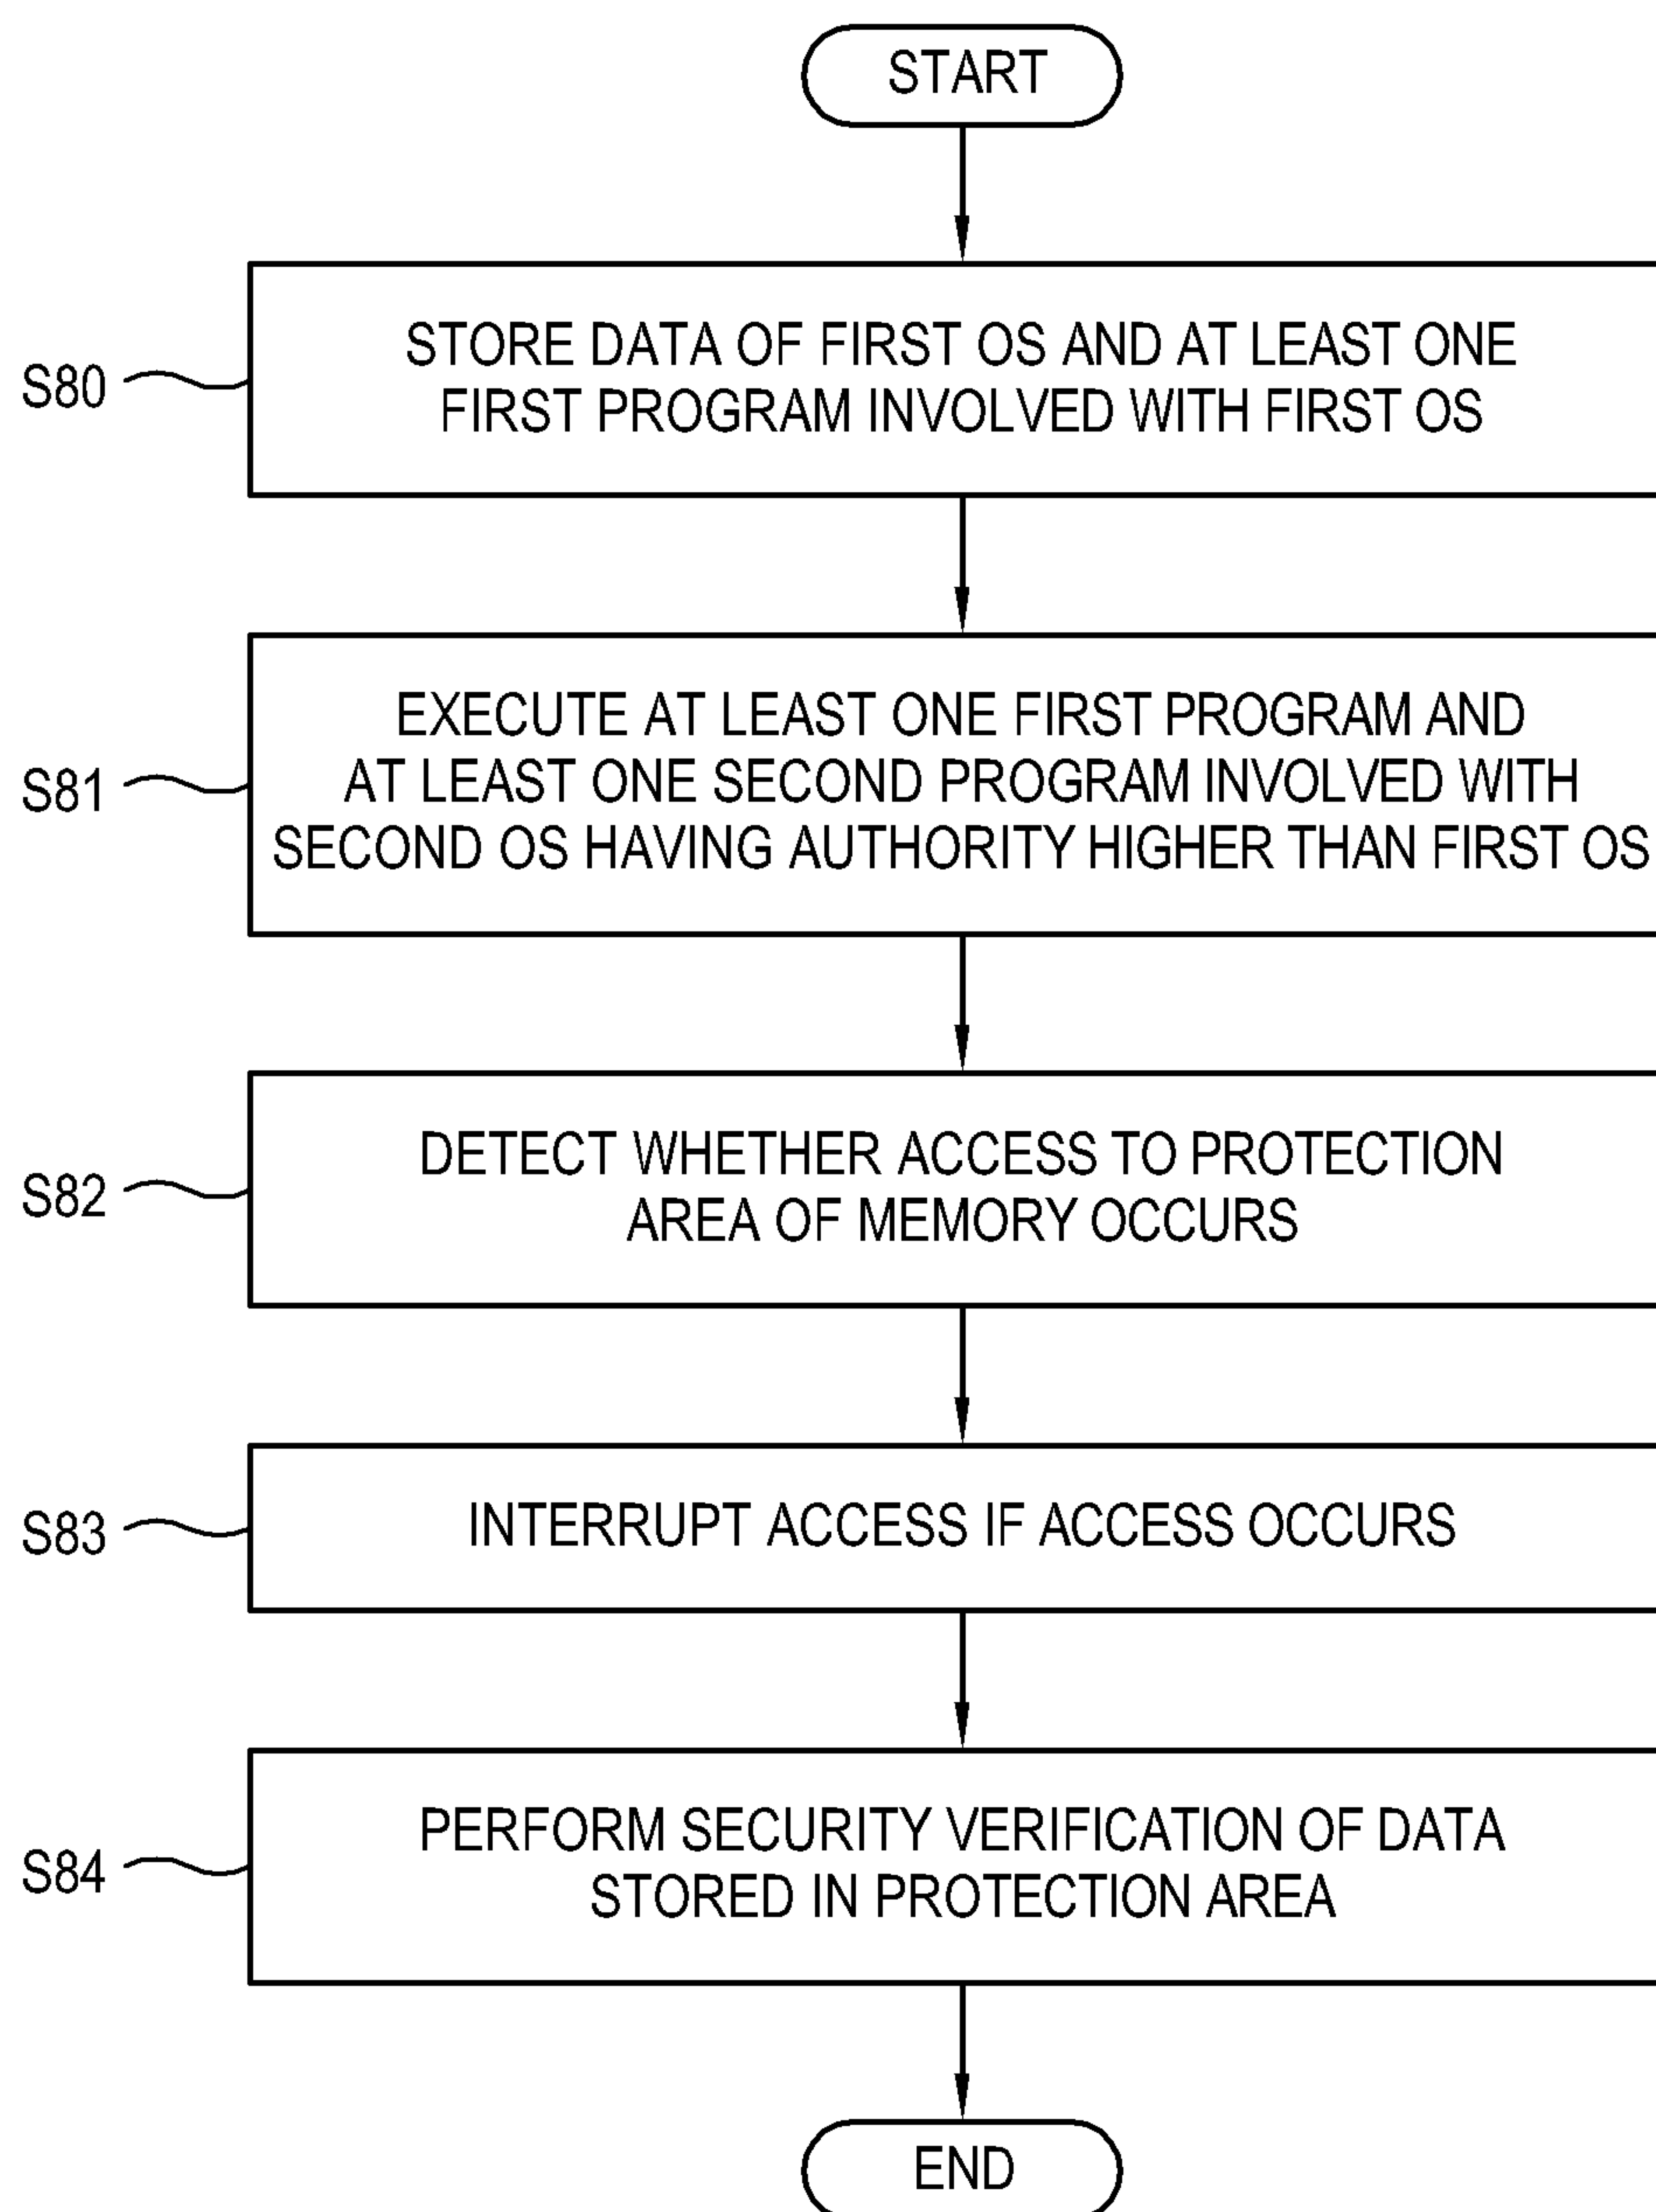 START
S80
STORE DATA OF FIRST OS AND AT LEAST ONE
FIRST PROGRAM INVOLVED WITH FIRST OS
S81
EXECUTE AT LEAST ONE FIRST PROGRAM AND
AT LEAST ONE SECOND PROGRAM INVOLVED WITH
SECOND OS HAVING AUTHORITY HIGHER THAN FIRST OS
S82
DETECT WHETHER ACCESS TO PROTECTION
AREA OF MEMORY OCCURS
S83
INTERRUPT ACCESS IF ACCESS OCCURS
S84
PERFORM SECURITY VERIFICATION OF DATA
STORED IN PROTECTION AREA
END